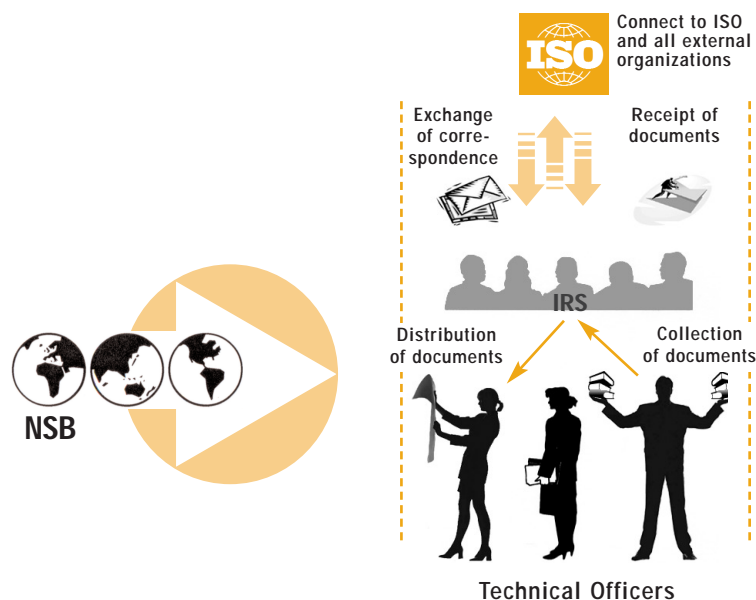 ISO
Connect to ISO
and all external
organizations
Exchange
of corre-
spondence
Receipt of
documents
IRS
Distribution
of documents
Collection
of documents
NSB
Technical Officers